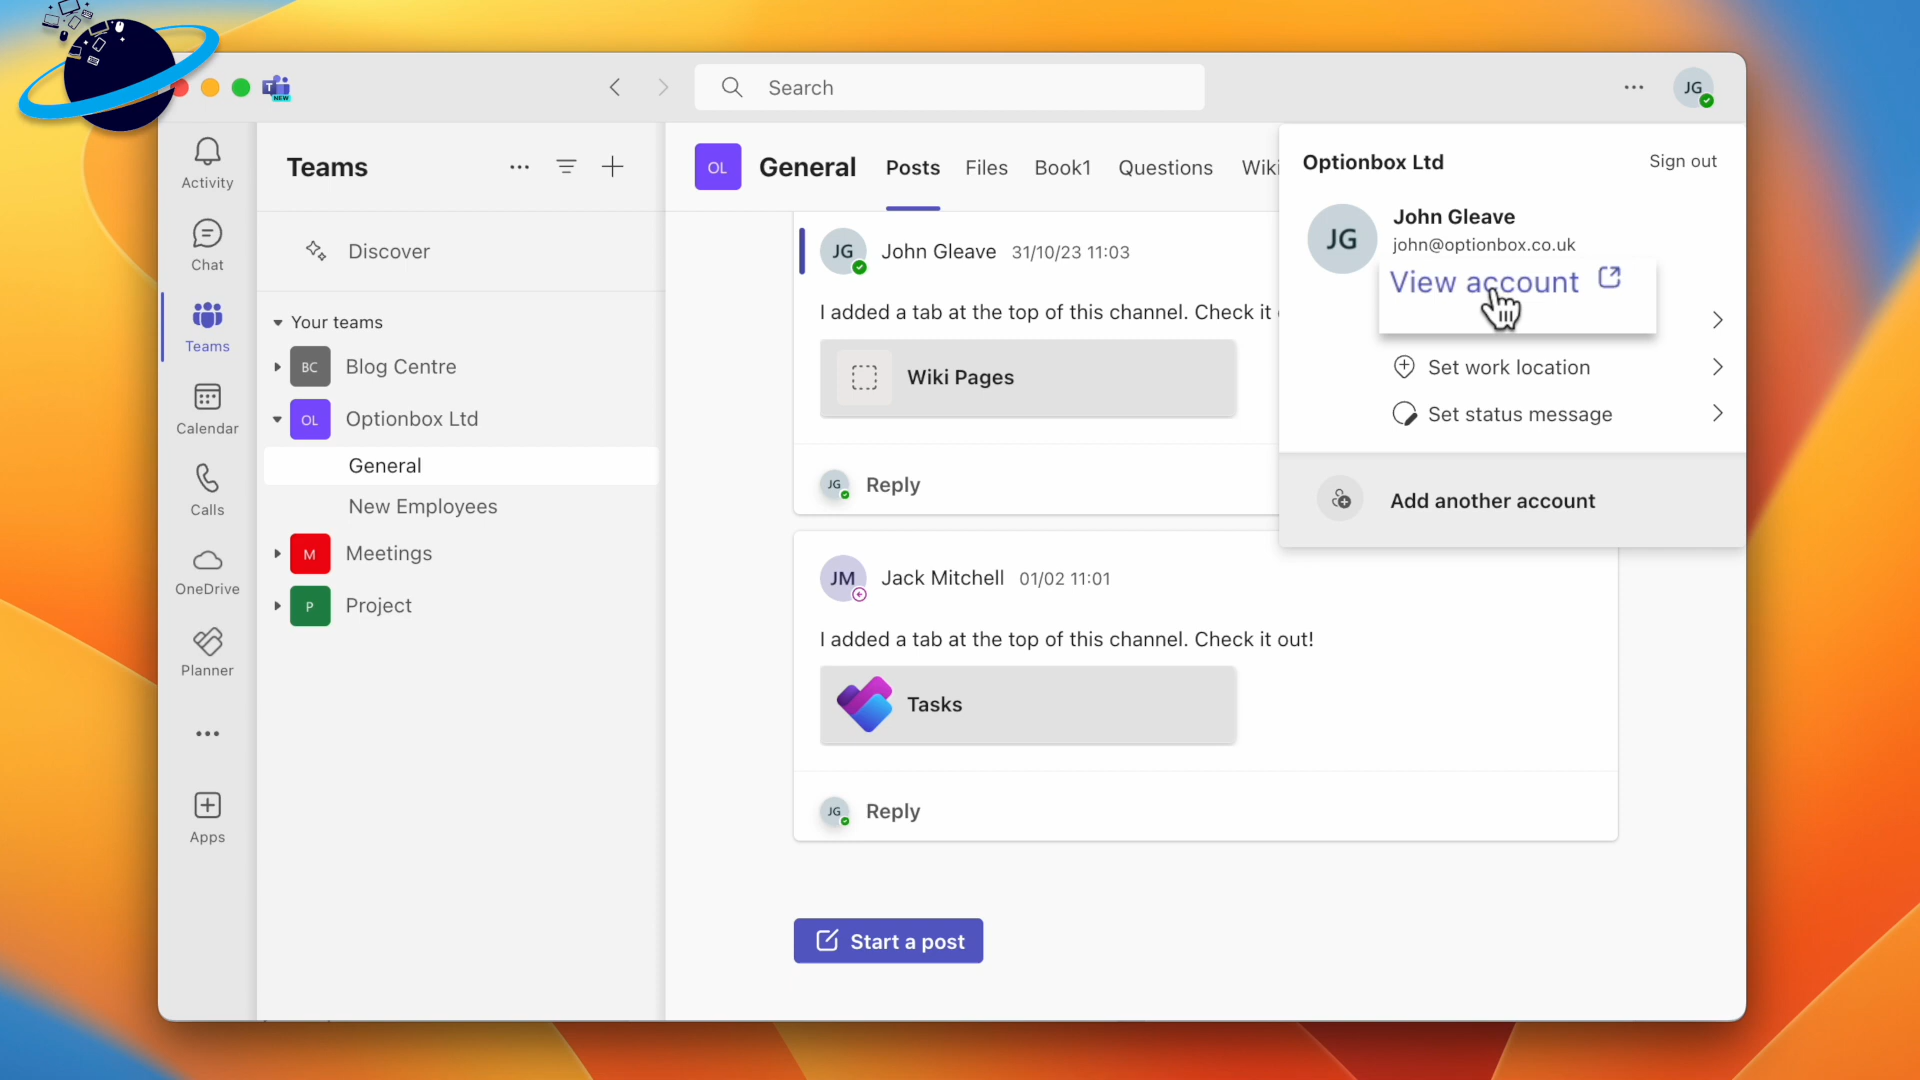 NEW
Search
JG
Activity
Chat
Teams
Calendar
Calls
OneDrive
Planner
Apps
Teams
Discover
Your teams
BC Blog Centre
OL Optionbox Ltd
General
New Employees
M Meetings
P Project
OL General Posts Files Book1 Questions Wiki
JG John Gleave 31/10/23 11:03
I added a tab at the top of this channel. Check it
Wiki Pages
JG Reply
JM Jack Mitchell 01/02 11:01
I added a tab at the top of this channel. Check it out!
Tasks
JG Reply
Start a post
Optionbox Ltd Sign out
JG John Gleave
john@optionbox.co.uk
View account
Set work location
Set status message
Add another account